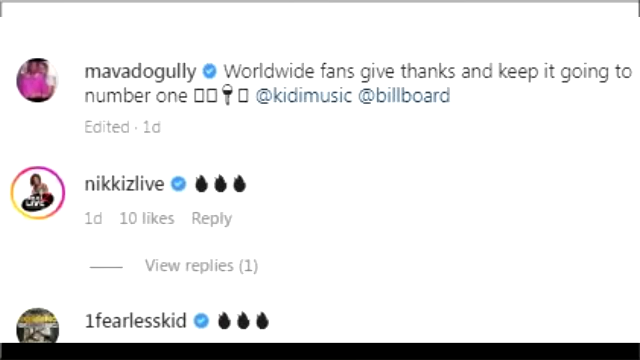 mavadogully Worldwide fans give thanks and keep it going to
number one @kidimusic @billboard
Edited · 1d
nikkizlive 🔥🔥🔥
1d 10 likes Reply
View replies (1)
1fearlesskid 🔥🔥🔥